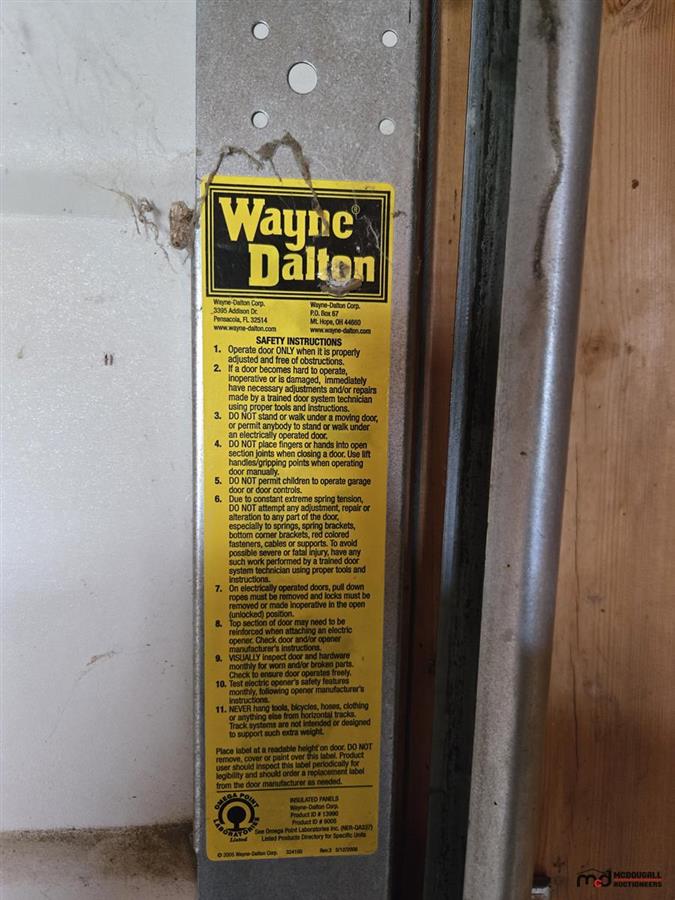 Wayne®
Dalton
Wayne-Dalton Corp.
3395 Addison Dr.
Pensacola, FL 32514
www.wayne-dalton.com
Wayne-Dalton Corp.
P.O. Box 67
Mt. Hope, OH 44660
www.wayne-dalton.com
SAFETY INSTRUCTIONS
1. Operate door ONLY when it is properly
adjusted and free of obstructions.
2. If a door becomes hard to operate,
inoperative or is damaged, immediately
have necessary adjustments and/or repairs
made by a trained door system technician
using proper tools and instructions.
3. DO NOT stand or walk under a moving door,
or permit anybody to stand or walk under
an electrically operated door.
4. DO NOT place fingers or hands into open
section joints when closing a door. Use lift
handles/gripping points when operating
door manually.
5. DO NOT permit children to operate garage
door or door controls.
6. Due to constant extreme spring tension,
DO NOT attempt any adjustment, repair or
alteration to any part of the door,
especially to springs, spring brackets,
bottom corner brackets, red colored
fasteners, cables or supports. To avoid
possible severe or fatal injury, have any
such work performed by a trained door
system technician using proper tools and
instructions.
7. On electrically operated doors, pull down
ropes must be removed and locks must be
removed or made inoperative in the open
(unlocked) position.
8. Top section of door may need to be
reinforced when attaching an electric
opener. Check door and/or opener
manufacturer's instructions.
9. VISUALLY inspect door and hardware
monthly for worn and/or broken parts.
Check to ensure door operates freely.
10. Test electric opener's safety features
monthly, following opener manufacturer's
instructions.
11. NEVER hang tools, bicycles, hoses, clothing
or anything else from horizontal tracks.
Track systems are not intended or designed
to support such extra weight.
Place label at a readable height on door. DO NOT
remove, cover or paint over this label. Product
user should inspect this label periodically for
legibility and should order a replacement label
from the door manufacturer as needed.
OMEGA POINT
LABORATORIES
Listed
INSULATED PANELS
Wayne-Dalton Corp.
Product ID # 13990
Product ID # 9005
See Omega Point Laboratories Inc. (NER-QA337)
Listed Products Directory for Specific Units
© 2005 Wayne-Dalton Corp. 324100 Rev.3 5/12/2006
MCDOUGALL
AUCTIONEERS